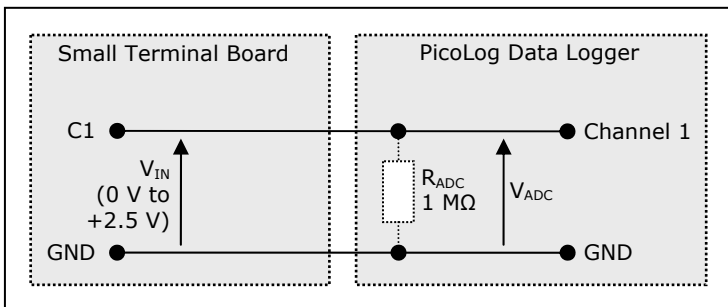 Small Terminal Board
PicoLog Data Logger
C1
Channel 1
VIN
(0 V to
+2.5 V)
RADC
1 MΩ
VADC
GND
GND